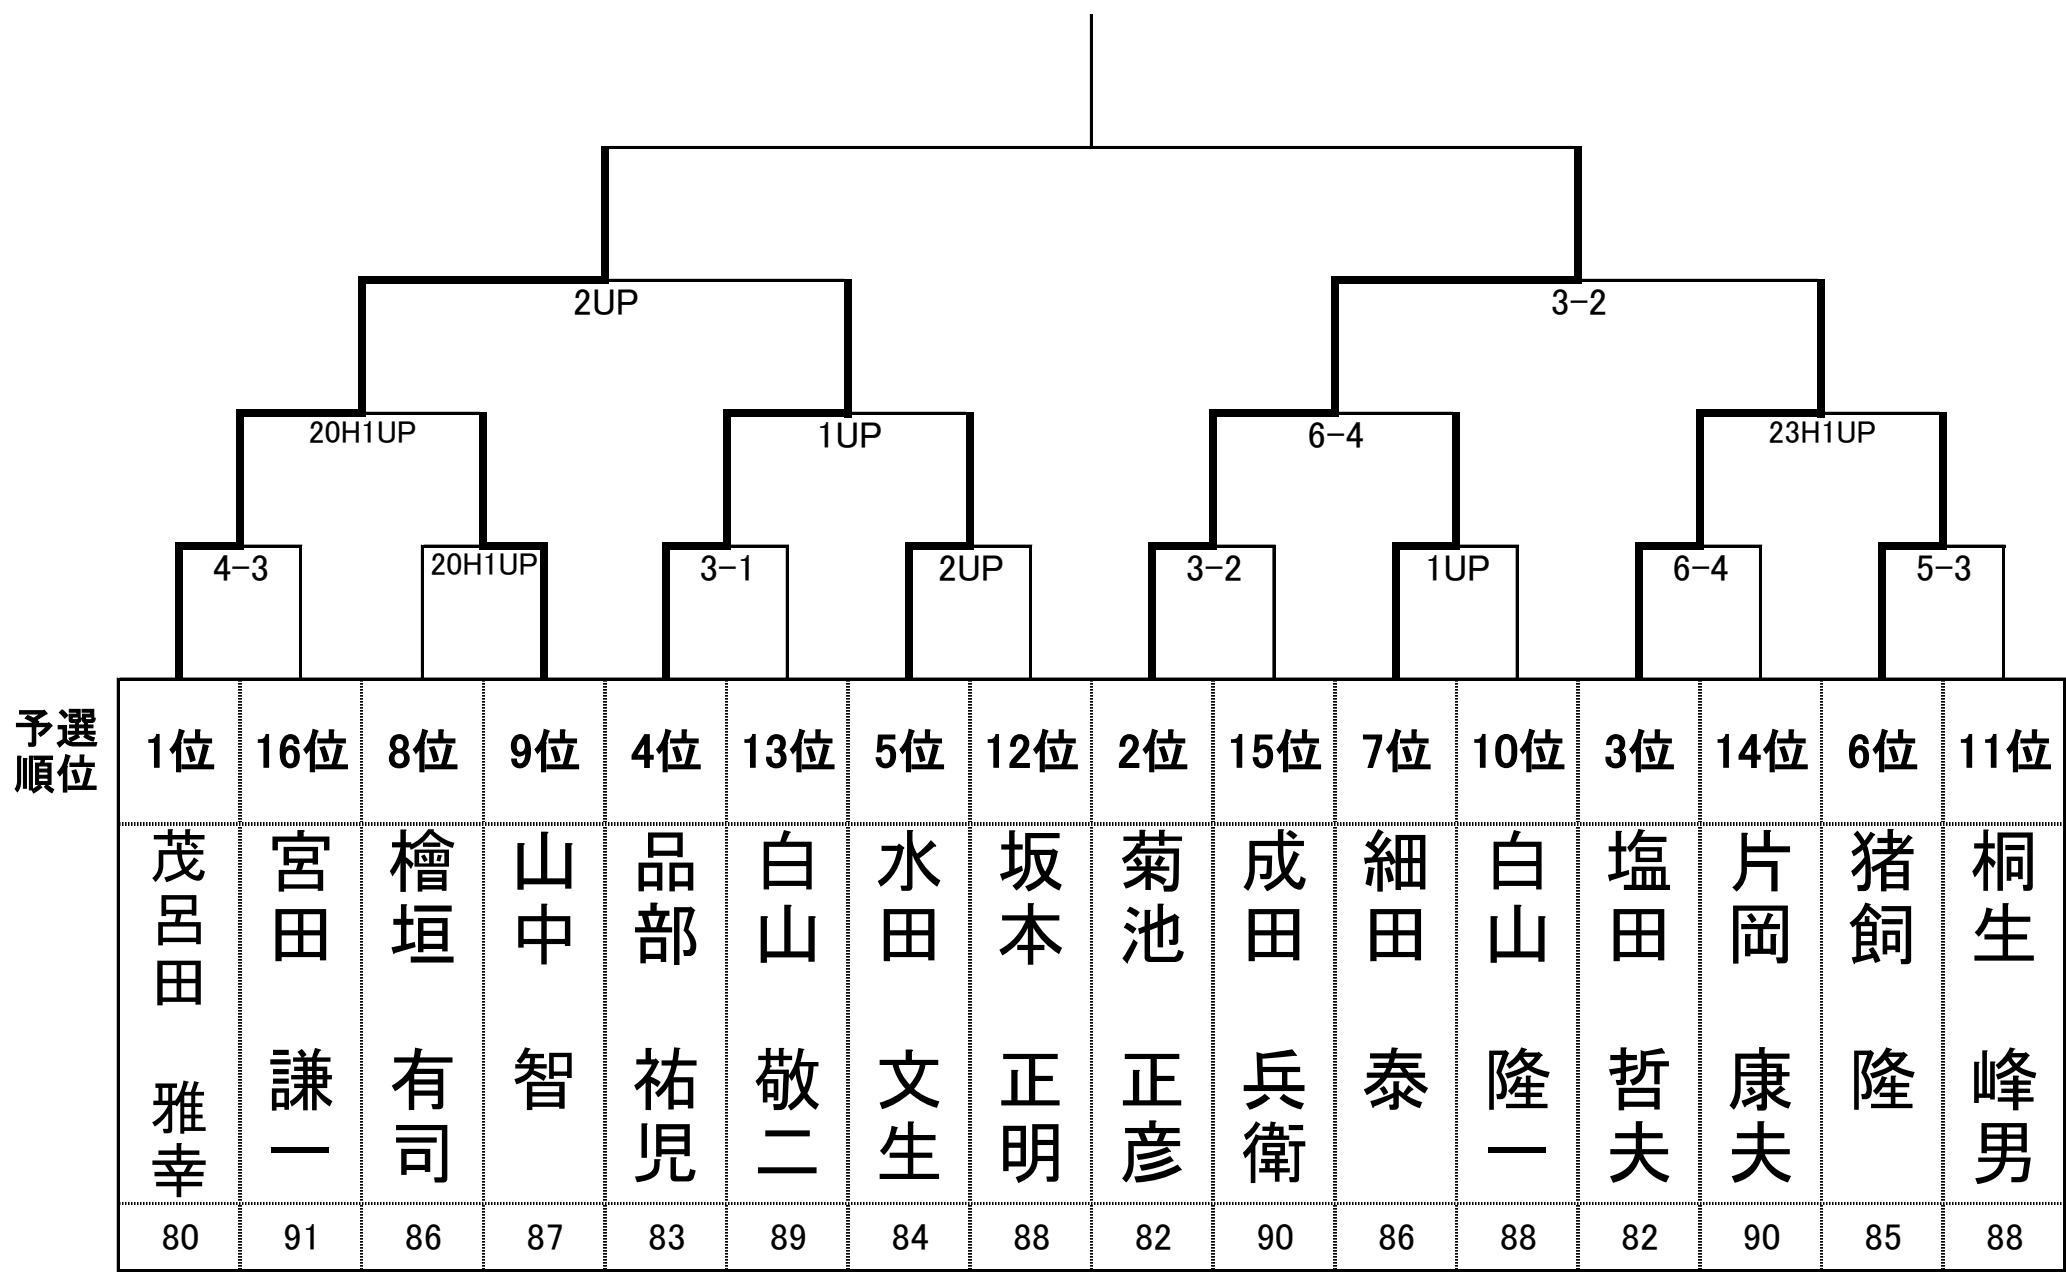 2UP
3-2
20H1UP
1UP
6-4
23H1UP
4-3
20H1UP
3-1
2UP
3-2
1UP
6-4
5-3
予選
順位
1位
16位
8位
9位
4位
13位
5位
12位
2位
15位
7位
10位
3位
14位
6位
11位
茂呂田 雅幸
宮田 謙一
檜垣 有司
山中 智
品部 祐児
白山 敬二
水田 文生
坂本 正明
菊池 正彦
成田 兵衛
細田 泰
白山 隆一
塩田 哲夫
片岡 康夫
猪飼 隆
桐生 峰男
80
91
86
87
83
89
84
88
82
90
86
88
82
90
85
88